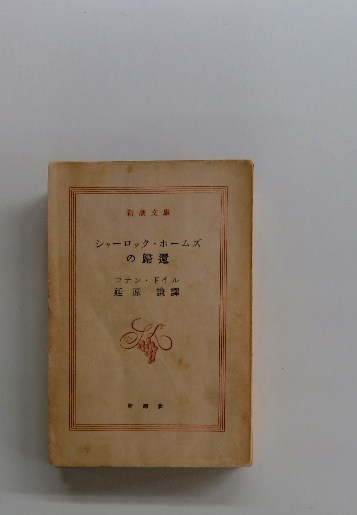 新潮文庫
シャーロック・ホームズ
の歸還
コナン・ドイル
延原 謙譯
新潮社